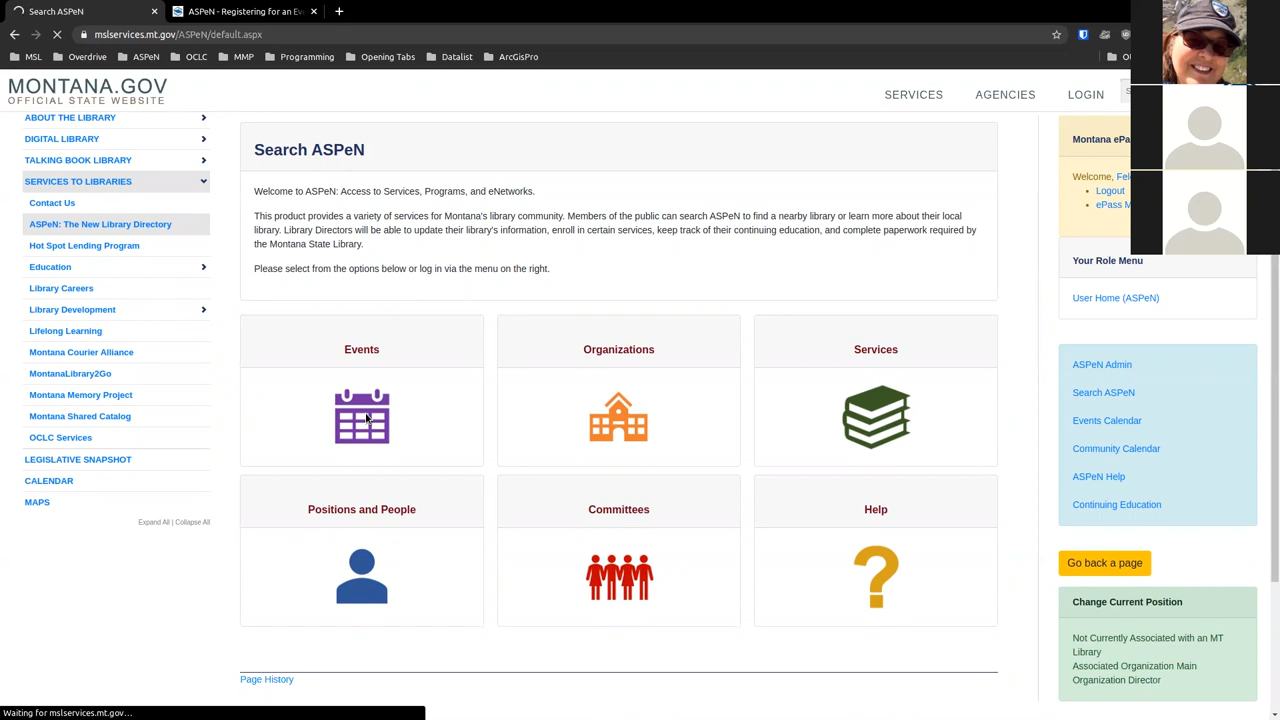 Search ASPeN
ASPeN - Registering for an Ev
mslservices.mt.gov/ASPeN/default.aspx
MSL
Overdrive
ASPeN
OCLC
MMP
Programming
Opening Tabs
Datalist
ArcGisPro
MONTANA.GOV
OFFICIAL STATE WEBSITE
SERVICES
AGENCIES
LOGIN
ABOUT THE LIBRARY
DIGITAL LIBRARY
TALKING BOOK LIBRARY
SERVICES TO LIBRARIES
Contact Us
ASPeN: The New Library Directory
Hot Spot Lending Program
Education
Library Careers
Library Development
Lifelong Learning
Montana Courier Alliance
MontanaLibrary2Go
Montana Memory Project
Montana Shared Catalog
OCLC Services
LEGISLATIVE SNAPSHOT
CALENDAR
MAPS
Expand All | Collapse All
Search ASPeN
Welcome to ASPeN: Access to Services, Programs, and eNetworks.
This product provides a variety of services for Montana's library community. Members of the public can search ASPeN to find a nearby library or learn more about their local
library. Library Directors will be able to update their library's information, enroll in certain services, keep track of their continuing education, and complete paperwork required by
the Montana State Library.
Please select from the options below or log in via the menu on the right.
Events
Organizations
Services
Positions and People
Committees
Help
?
Page History
Montana ePa
Welcome, Fel
Logout
ePass M
Your Role Menu
User Home (ASPeN)
ASPeN Admin
Search ASPeN
Events Calendar
Community Calendar
ASPeN Help
Continuing Education
Go back a page
Change Current Position
Not Currently Associated with an MT
Library
Associated Organization Main
Organization Director
Waiting for mslservices.mt.gov...